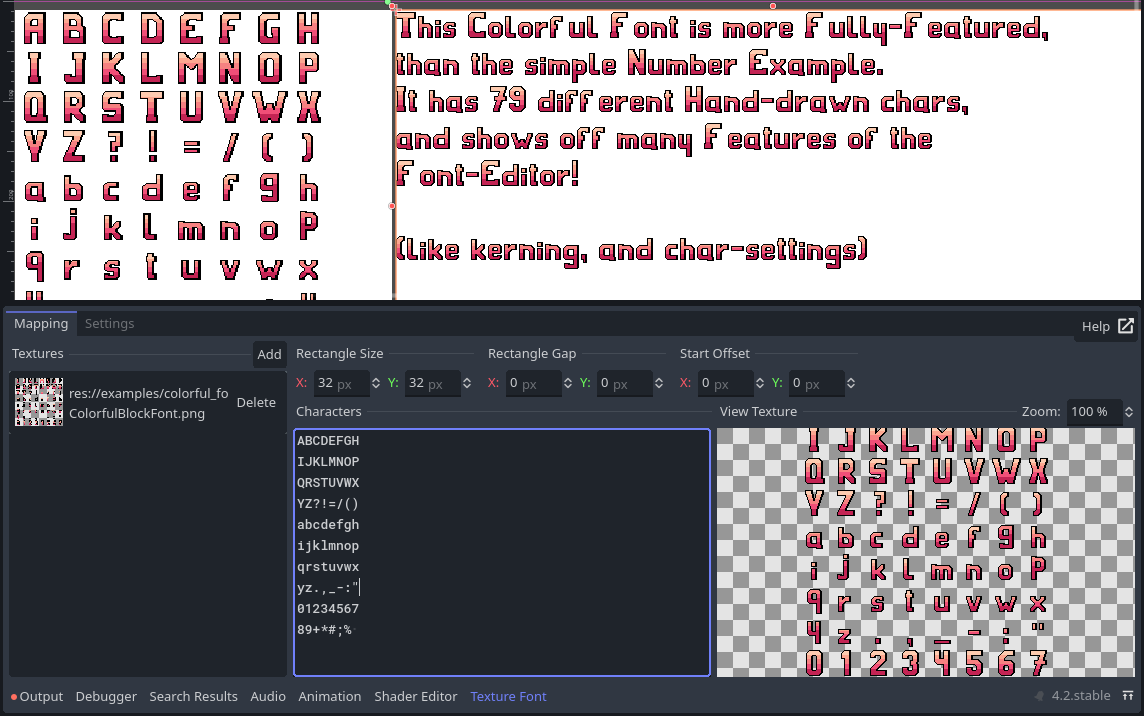 A B C D E F G H
I J K L M N O P
Q R S T U V W X
Y Z ? ! = / ( )
a b c d e f g h
i j k l m n o p
q r s t u v w x
This Colorful Font is more Fully-Featured,
than the simple Number Example.
It has 79 different Hand-drawn chars,
and shows off many Features of the
Font-Editor!
(like kerning, and char-settings)
Mapping Settings
Help
Textures Add
res://examples/colorful_fo
ColorfulBlockFont.png
Delete
Rectangle Size Rectangle Gap Start Offset
X: 32 px Y: 32 px X: 0 px Y: 0 px X: 0 px Y: 0 px
Characters
ABCDEFGH
IJKLMNOP
QRSTUVWX
YZ?!=/()
abcdefgh
ijklmnop
qrstuvwx
yz.,_-:"
01234567
89+*#;%
View Texture Zoom: 100 %
I J K L M N O P
Q R S T U V W X
Y Z ? ! = / ( )
a b c d e f g h
i j k l m n o p
q r s t u v w x
y z . , _ - : "
0 1 2 3 4 5 6 7
Output Debugger Search Results Audio Animation Shader Editor Texture Font 4.2.stable